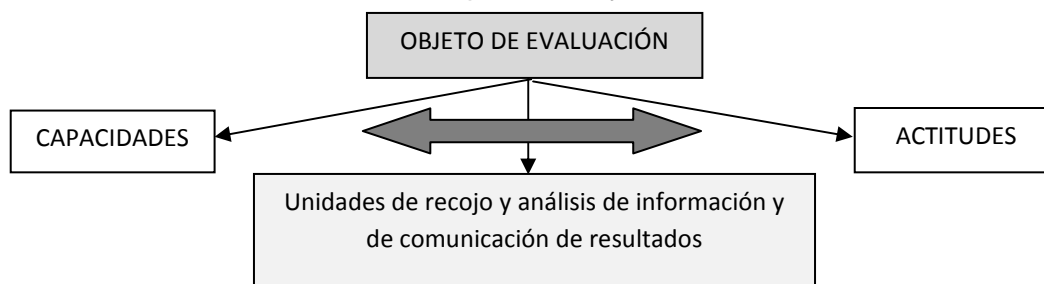 OBJETO DE EVALUACIÓN
CAPACIDADES
ACTITUDES
Unidades de recojo y análisis de información y
de comunicación de resultados